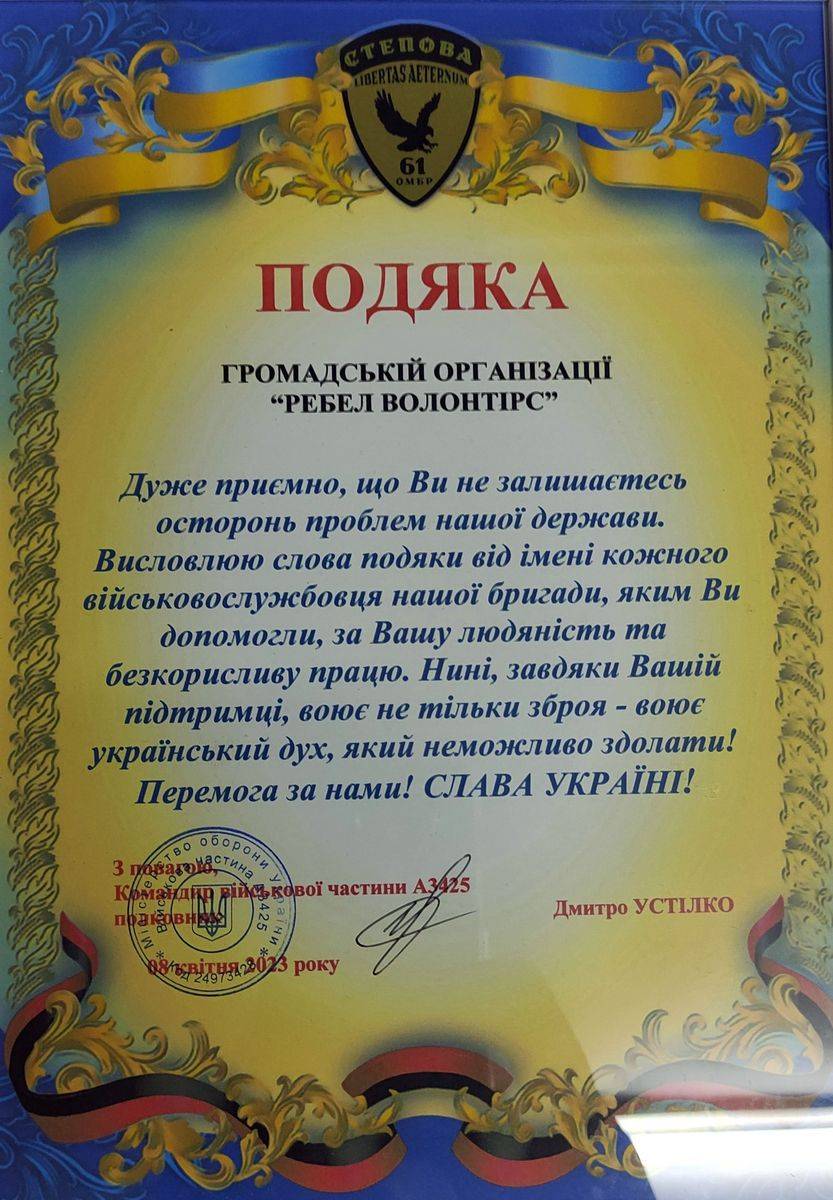 СТЕПОВА
LIBERTAS AETERNUM
61
ОМБР
ПОДЯКА
ГРОМАДСЬКІЙ ОРГАНІЗАЦІЇ
“РЕБЕЛ ВОЛОНТІРС”
Дуже приємно, що Ви не залишаєтесь
осторонь проблем нашої держави.
Висловлюю слова подяки від імені кожного
військовослужбовця нашої бригади, яким Ви
допомогли, за Вашу людяність та
безкорисливу працю. Нині, завдяки Вашій
підтримці, воює не тільки зброя - воює
український дух, який неможливо здолати!
Перемога за нами! СЛАВА УКРАЇНІ!
З повагою,
Командир військової частини А3425
полковник
Дмитро УСТІЛКО
08 квітня 2023 року
* Міністерство оборони України *
Військова частина А3425